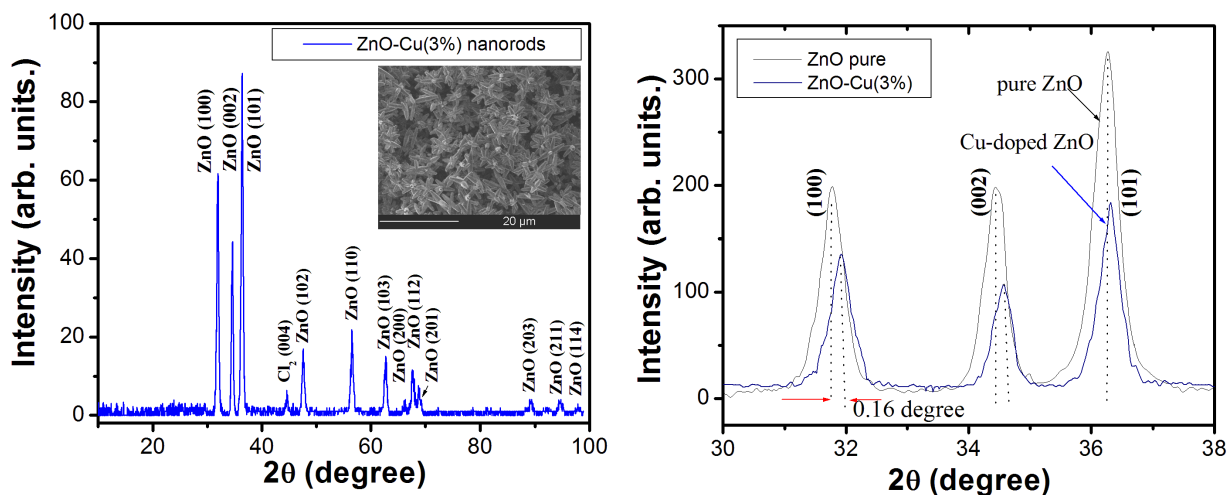 100
80
60
40
20
0
Intensity (arb. units.)
20
40
60
80
100
2θ (degree)
ZnO-Cu(3%) nanorods
20 µm
ZnO (100)
ZnO (002)
ZnO (101)
Cl2 (004)
ZnO (102)
ZnO (110)
ZnO (103)
ZnO (200)
ZnO (112)
ZnO (201)
ZnO (203)
ZnO (211)
ZnO (114)
300
200
100
0
Intensity (arb. units.)
30
32
34
36
38
2θ (degree)
ZnO pure
ZnO-Cu(3%)
pure ZnO
Cu-doped ZnO
(100)
(002)
(101)
0.16 degree